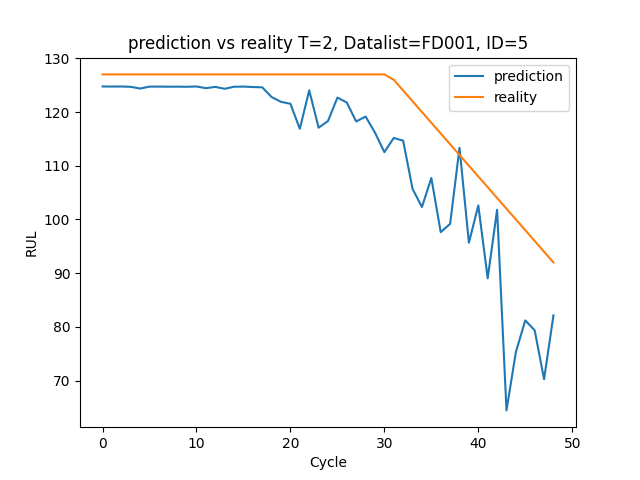 prediction vs reality T=2, Datalist=FD001, ID=5
prediction
reality
130
120
110
100
90
80
70
RUL
0 10 20 30 40 50
Cycle